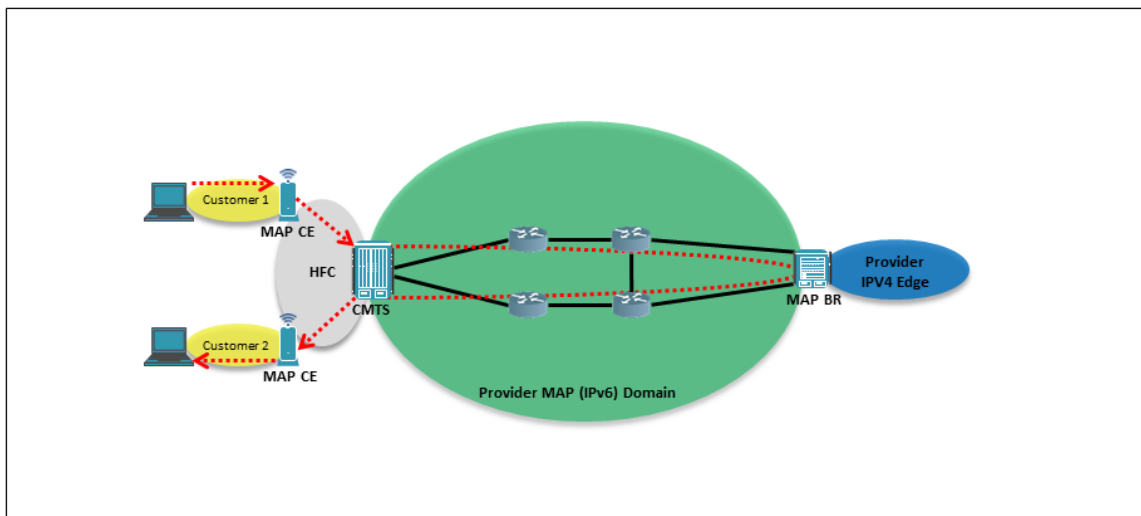 Customer 1
MAP CE
HFC
CMTS
Customer 2
MAP CE
Provider MAP (IPv6) Domain
Provider
IPV4 Edge
MAP BR